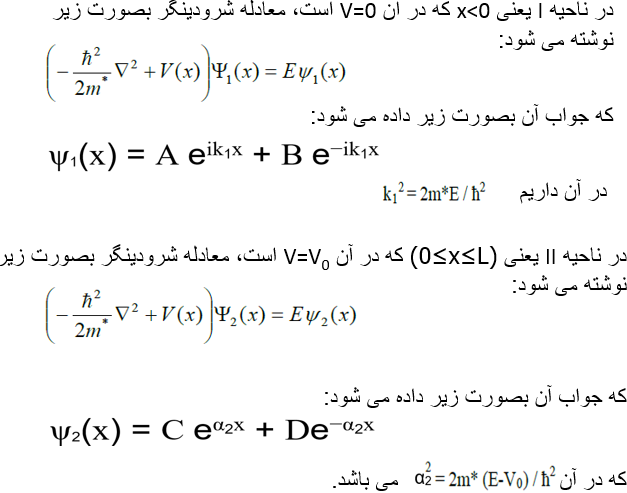 در ناحیه I یعنی x<0 که در آن V=0 است، معادله شرودینگر بصورت زیر
نوشته می شود:
(−ħ²/2m* ∇² + V(x))Ψ₁(x) = Eψ₁(x)
که جواب آن بصورت زیر داده می شود:
ψ₁(x) = A e^{ik₁x} + B e^{−ik₁x}
در آن داریم k₁² = 2m*E / ħ²
در ناحیه II یعنی (0≤x≤L) که در آن V=V₀ است، معادله شرودینگر بصورت زیر
نوشته می شود:
(−ħ²/2m* ∇² + V(x))Ψ₂(x) = Eψ₂(x)
که جواب آن بصورت زیر داده می شود:
ψ₂(x) = C e^{α₂x} + De^{−α₂x}
که در آن α₂² = 2m* (E-V₀) / ħ² می باشد.